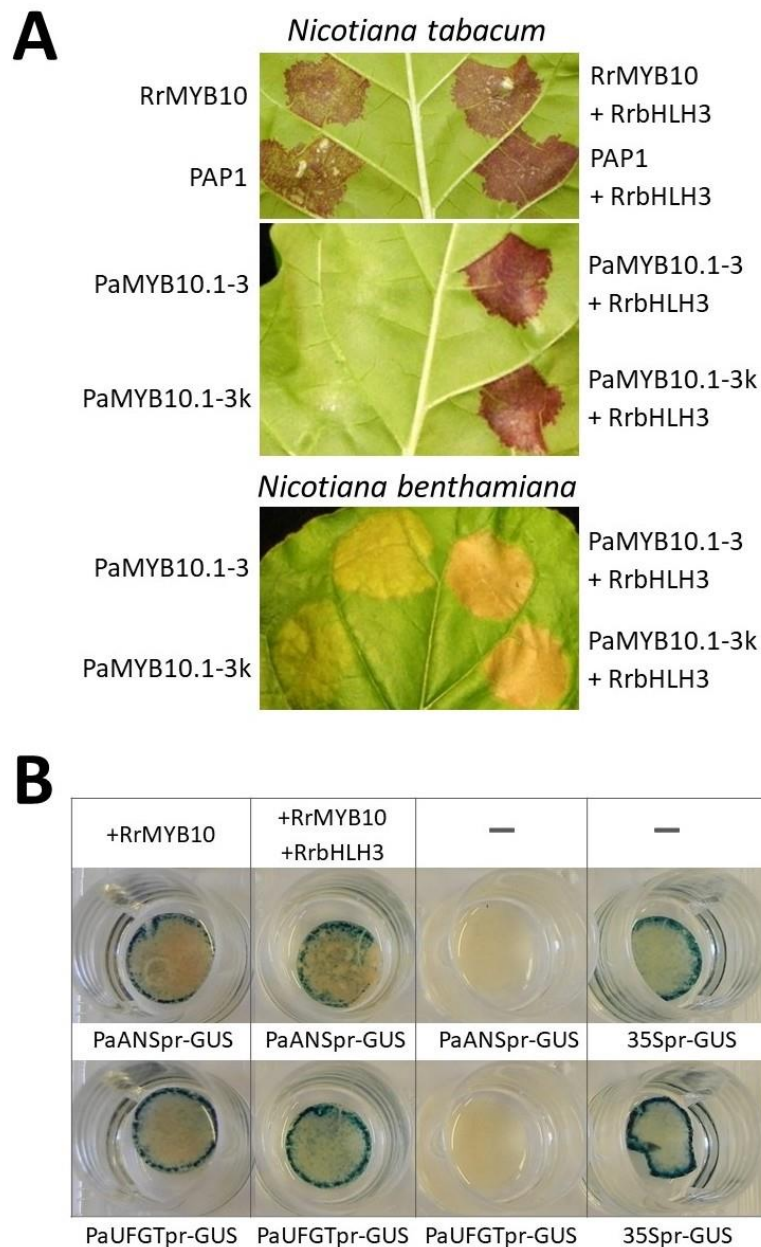 A
Nicotiana tabacum
RrMYB10
RrMYB10
+ RrbHLH3
PAP1
PAP1
+ RrbHLH3
PaMYB10.1-3
PaMYB10.1-3
+ RrbHLH3
PaMYB10.1-3k
PaMYB10.1-3k
+ RrbHLH3
Nicotiana benthamiana
PaMYB10.1-3
PaMYB10.1-3
+ RrbHLH3
PaMYB10.1-3k
PaMYB10.1-3k
+ RrbHLH3
B
+RrMYB10
+RrMYB10
+RrbHLH3
—
—
PaANSpr-GUS
PaANSpr-GUS
PaANSpr-GUS
35Spr-GUS
PaUFGTpr-GUS
PaUFGTpr-GUS
PaUFGTpr-GUS
35Spr-GUS